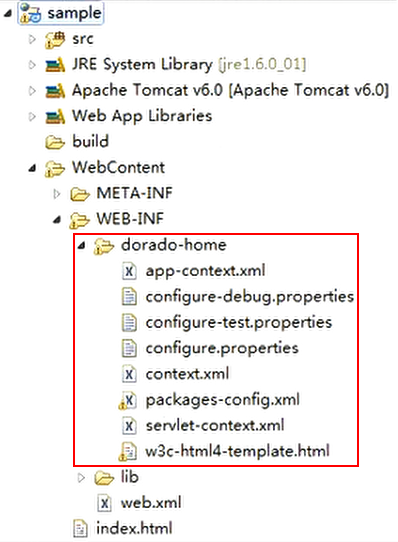 sample
src
JRE System Library [jre1.6.0_01]
Apache Tomcat v6.0 [Apache Tomcat v6.0]
Web App Libraries
build
WebContent
META-INF
WEB-INF
dorado-home
app-context.xml
configure-debug.properties
configure-test.properties
configure.properties
context.xml
packages-config.xml
servlet-context.xml
w3c-html4-template.html
lib
web.xml
index.html